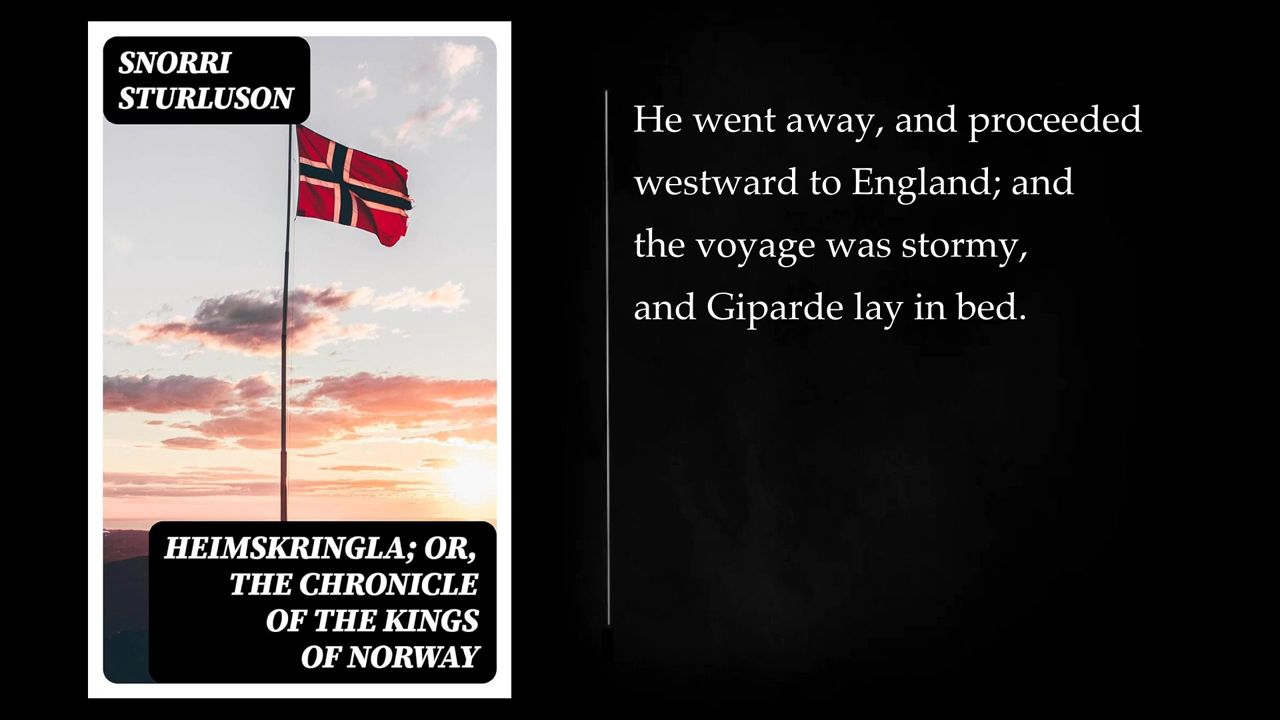 SNORRI
STURLUSON
HEIMSKRINGLA; OR,
THE CHRONICLE
OF THE KINGS
OF NORWAY
He went away, and proceeded
westward to England; and
the voyage was stormy,
and Giparde lay in bed.